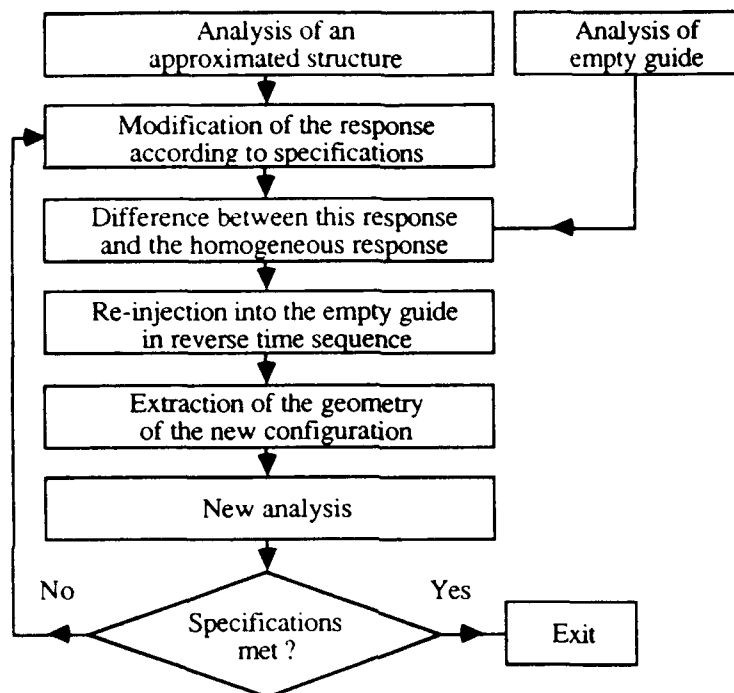 Analysis of an
approximated structure
Analysis of
empty guide
Modification of the response
according to specifications
Difference between this response
and the homogeneous response
Re-injection into the empty guide
in reverse time sequence
Extraction of the geometry
of the new configuration
New analysis
No
Yes
Specifications
met ?
Exit